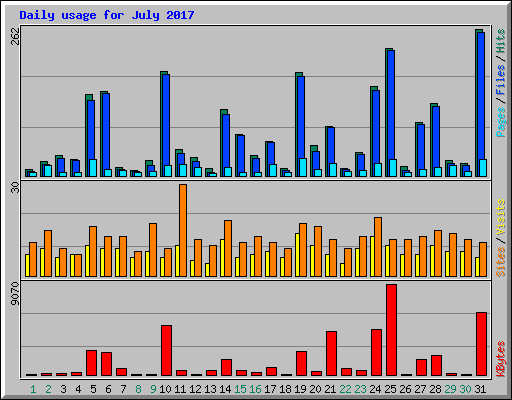 Daily usage for July 2017
262
Pages / Files / Hits
30
Sites / Visits
9070
KBytes
1 2 3 4 5 6 7 8 9 10 11 12 13 14 15 16 17 18 19 20 21 22 23 24 25 26 27 28 29 30 31